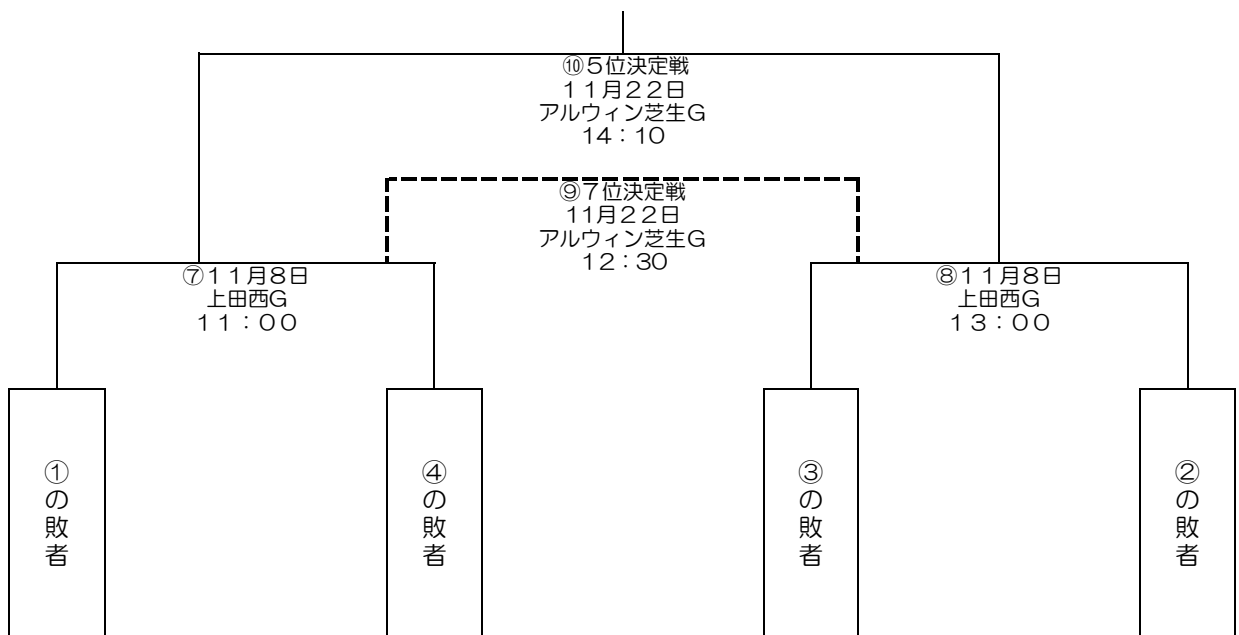 ⑩５位決定戦
１１月２２日
アルウィン芝生Ｇ
14：10
⑨７位決定戦
11月２２日
アルウィン芝生Ｇ
１２：30
⑦１１月８日
上田西Ｇ
１１：００
⑧１１月８日
上田西Ｇ
１３：００
①の敗者
④の敗者
③の敗者
②の敗者